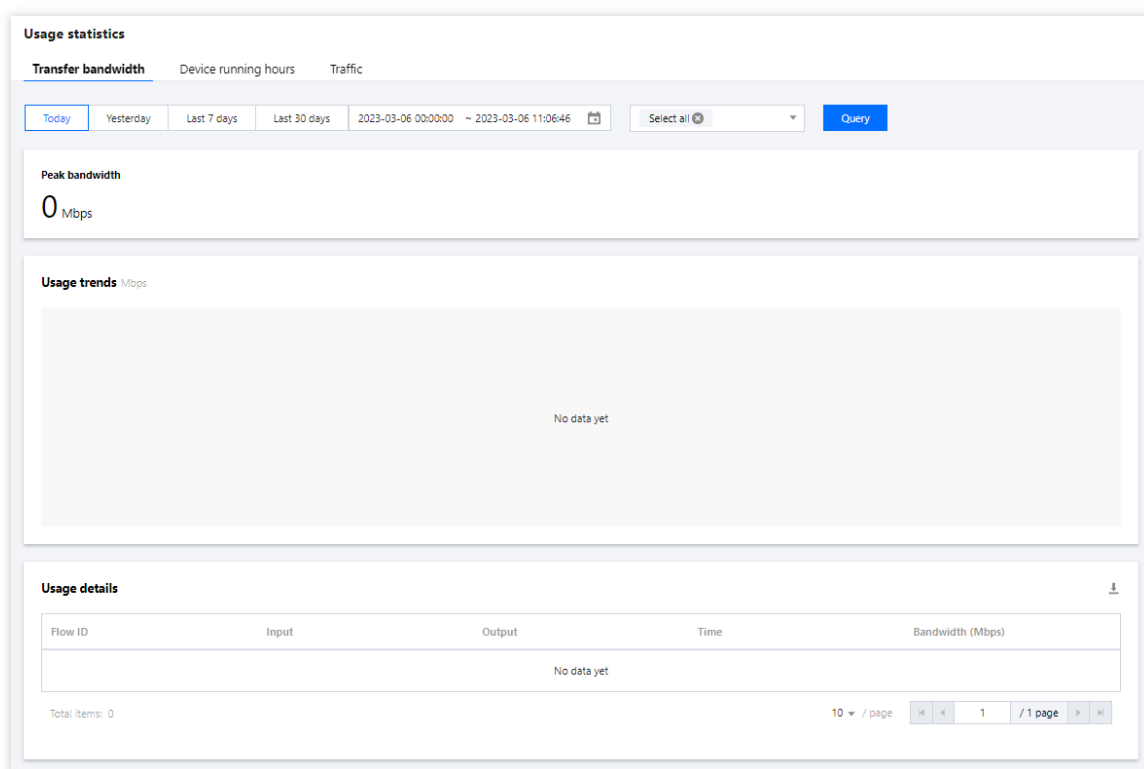 Usage statistics
Transfer bandwidth Device running hours Traffic
Today Yesterday Last 7 days Last 30 days 2023-03-06 00:00:00 ~ 2023-03-06 11:06:46 Select all Query
Peak bandwidth
0 Mbps
Usage trends Mbps
No data yet
Usage details
Flow ID Input Output Time Bandwidth (Mbps)
No data yet
Total items: 0 10 / page 1 / 1 page